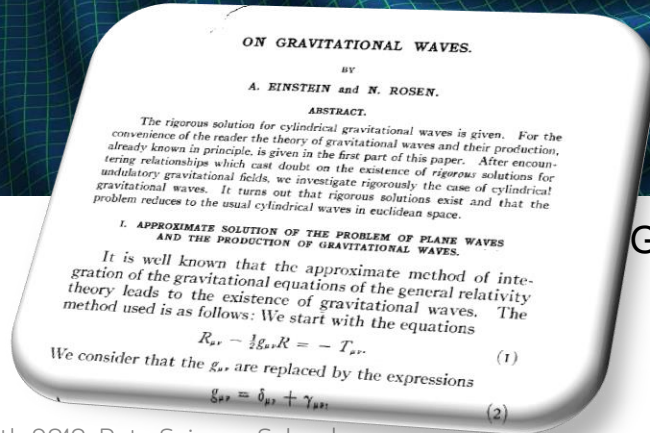 ON GRAVITATIONAL WAVES.
BY
A. EINSTEIN and N. ROSEN.
ABSTRACT.
The rigorous solution for cylindrical gravitational waves is given. For the
convenience of the reader the theory of gravitational waves and their production,
already known in principle, is given in the first part of this paper. After encoun-
tering relationships which cast doubt on the existence of rigorous solutions for
undulatory gravitational fields, we investigate rigorously the case of cylindrical
gravitational waves. It turns out that rigorous solutions exist and that the
problem reduces to the usual cylindrical waves in euclidean space.
I. APPROXIMATE SOLUTION OF THE PROBLEM OF PLANE WAVES
AND THE PRODUCTION OF GRAVITATIONAL WAVES.
It is well known that the approximate method of inte-
gration of the gravitational equations of the general relativity
theory leads to the existence of gravitational waves. The
method used is as follows: We start with the equations
Rμν − ½gμνR = − Tμν. (1)
We consider that the gμν are replaced by the expressions
gμν = δμν + γμν, (2)
G